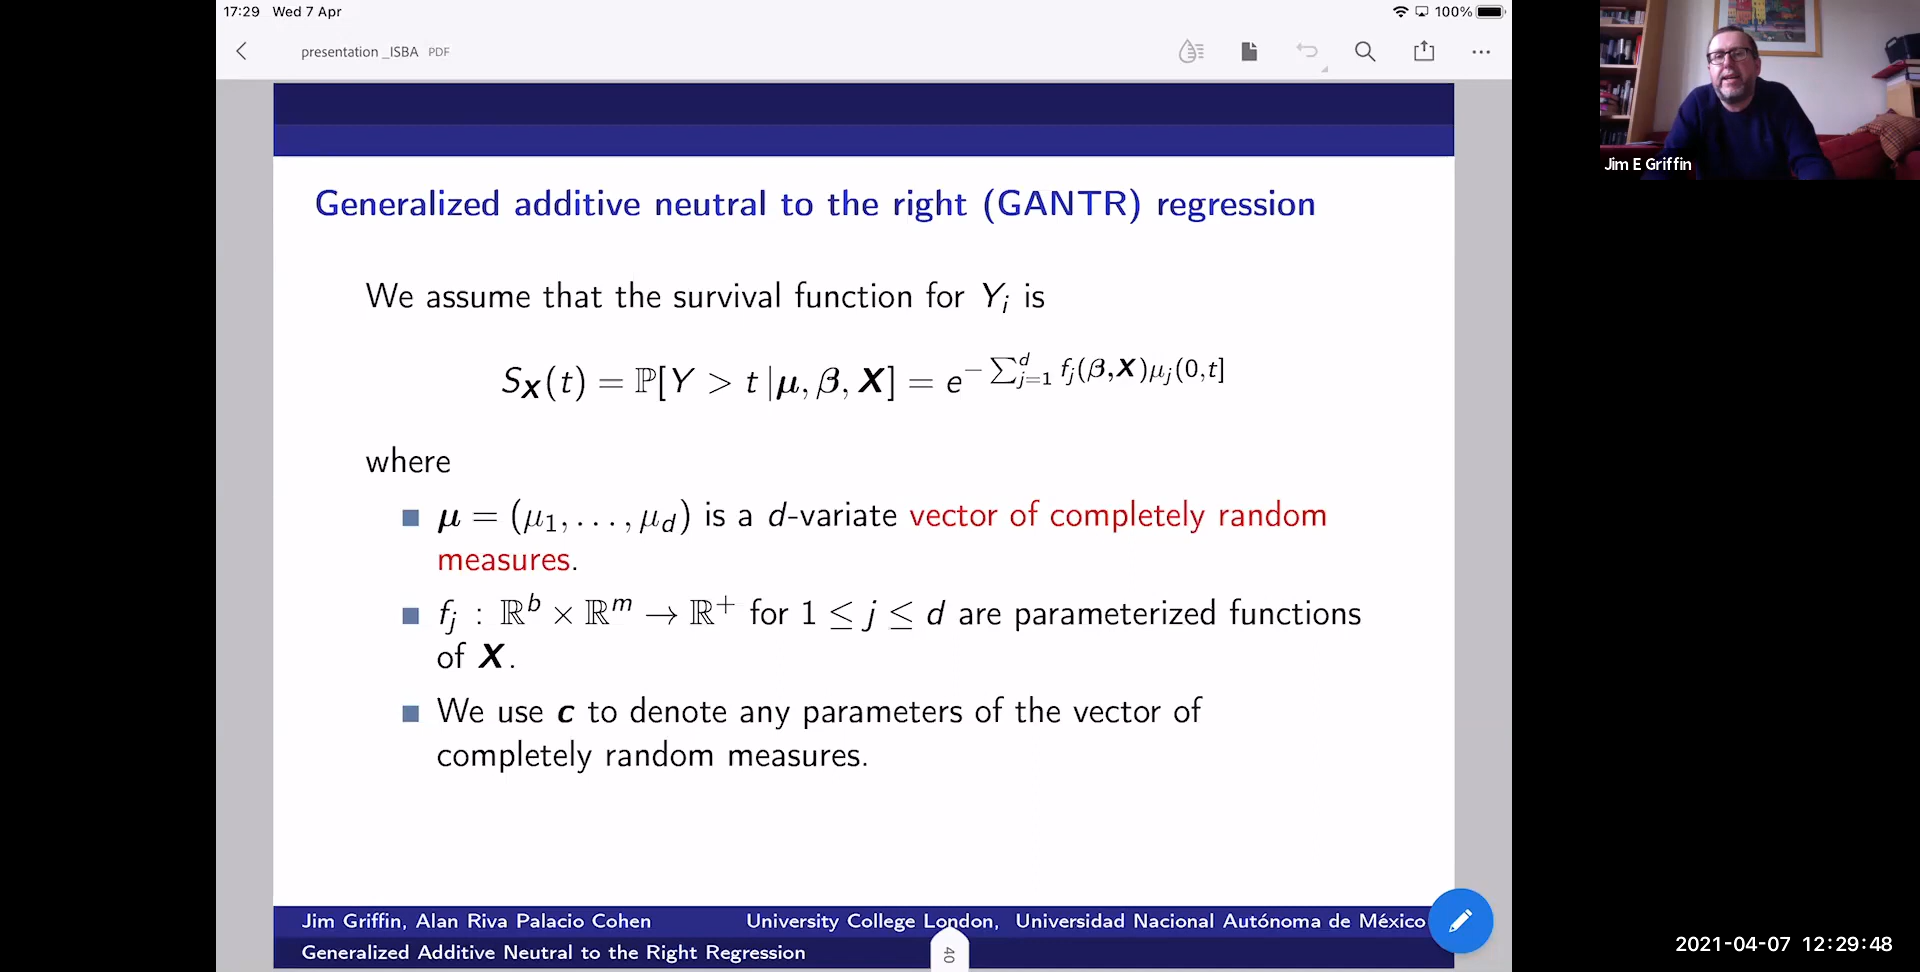 17:29 Wed 7 Apr
100%
presentation _ISBA PDF
Jim E Griffin
Generalized additive neutral to the right (GANTR) regression
We assume that the survival function for Y_i is
S_X(t) = ℙ[Y > t |μ, β, X] = e^{−∑_{j=1}^{d} f_j(β,X)μ_j(0,t]}
where
μ = (μ_1, . . . , μ_d) is a d-variate vector of completely random
measures.
f_j : ℝ^b × ℝ^m → ℝ^+ for 1 ≤ j ≤ d are parameterized functions
of X.
We use c to denote any parameters of the vector of
completely random measures.
Jim Griffin, Alan Riva Palacio Cohen University College London, Universidad Nacional Autónoma de México
Generalized Additive Neutral to the Right Regression
40
2021-04-07 12:29:48